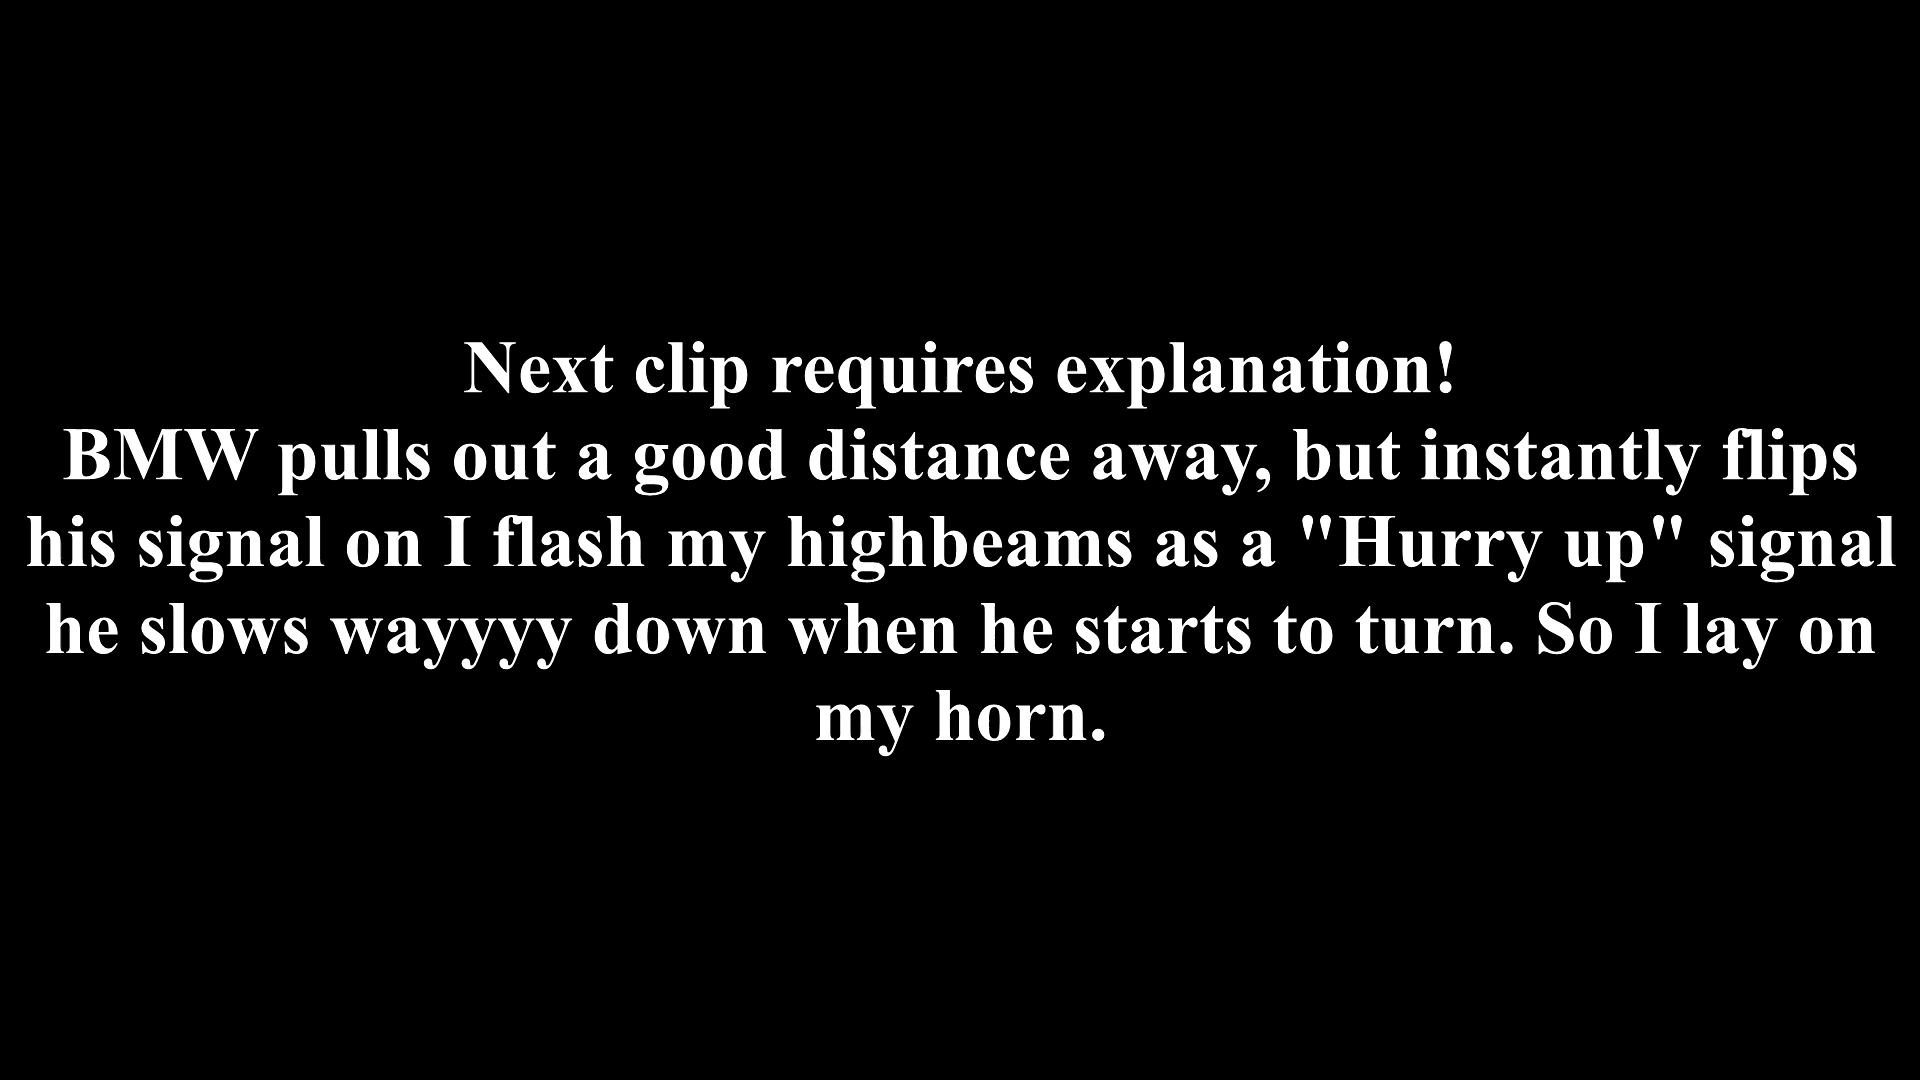 Next clip requires explanation!
BMW pulls out a good distance away, but instantly flips
his signal on I flash my highbeams as a "Hurry up" signal
he slows wayyyy down when he starts to turn. So I lay on
my horn.